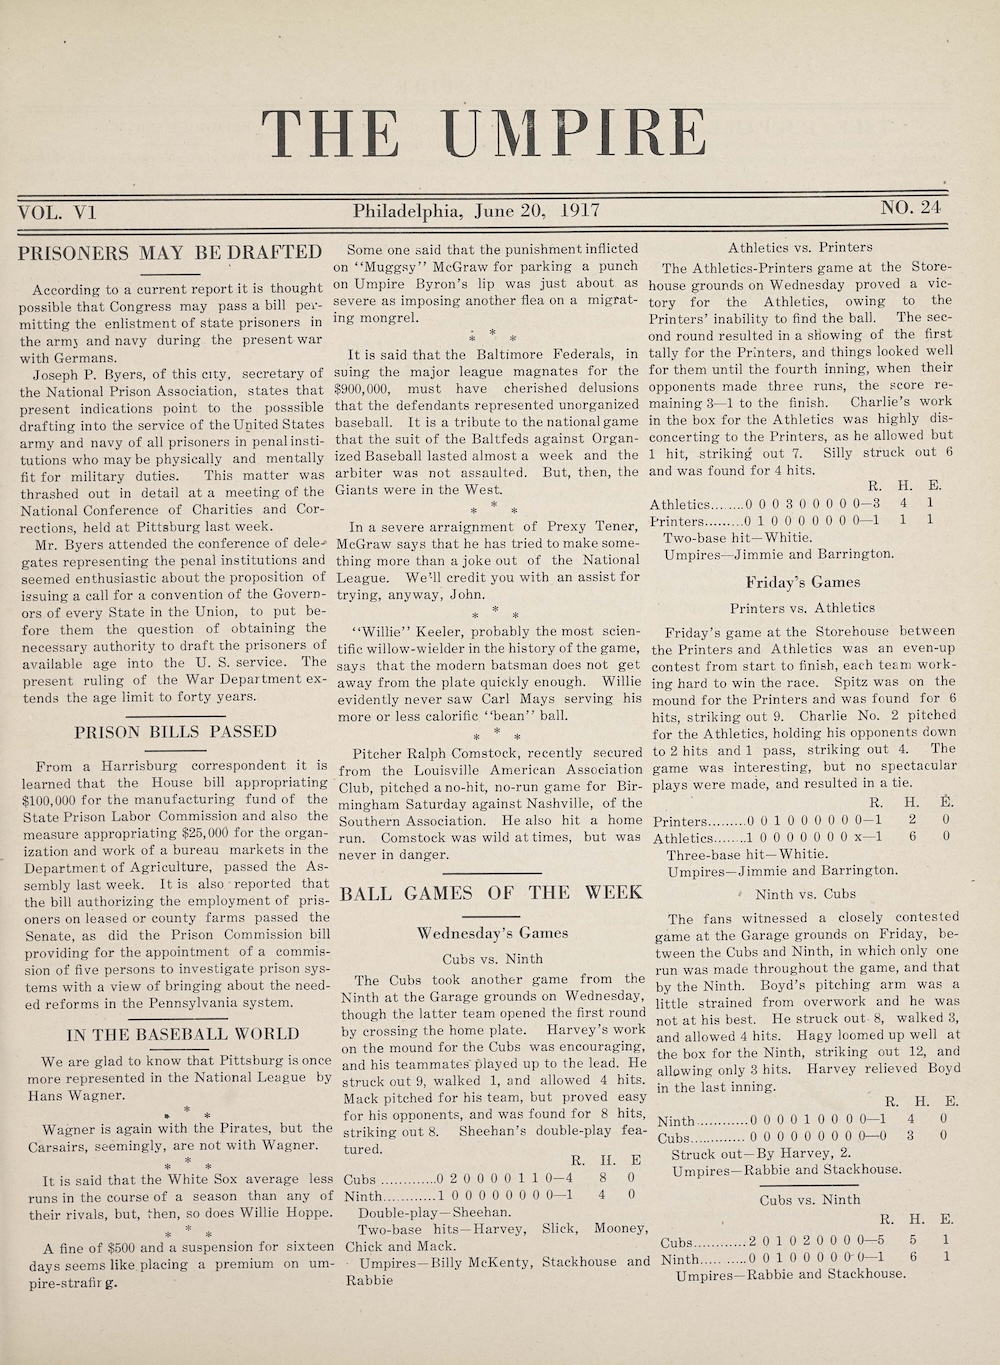 THE UMPIRE
VOL. V1
Philadelphia, June 20, 1917
NO. 24
PRISONERS MAY BE DRAFTED
According to a current report it is thought
possible that Congress may pass a bill per-
mitting the enlistment of state prisoners in
the army and navy during the present war
with Germans.
Joseph P. Byers, of this city, secretary of
the National Prison Association, states that
present indications point to the posssible
drafting into the service of the United States
army and navy of all prisoners in penal insti-
tutions who may be physically and mentally
fit for military duties. This matter was
thrashed out in detail at a meeting of the
National Conference of Charities and Cor-
rections, held at Pittsburg last week.
Mr. Byers attended the conference of dele-
gates representing the penal institutions and
seemed enthusiastic about the proposition of
issuing a call for a convention of the Govern-
ors of every State in the Union, to put be-
fore them the question of obtaining the
necessary authority to draft the prisoners of
available age into the U. S. service. The
present ruling of the War Department ex-
tends the age limit to forty years.
PRISON BILLS PASSED
From a Harrisburg correspondent it is
learned that the House bill appropriating
$100,000 for the manufacturing fund of the
State Prison Labor Commission and also the
measure appropriating $25,000 for the organ-
ization and work of a bureau markets in the
Department of Agriculture, passed the As-
sembly last week. It is also reported that
the bill authorizing the employment of pris-
oners on leased or county farms passed the
Senate, as did the Prison Commission bill
providing for the appointment of a commis-
sion of five persons to investigate prison sys-
tems with a view of bringing about the need-
ed reforms in the Pennsylvania system.
IN THE BASEBALL WORLD
We are glad to know that Pittsburg is once
more represented in the National League by
Hans Wagner.
* * *
Wagner is again with the Pirates, but the
Carsairs, seemingly, are not with Wagner.
* * *
It is said that the White Sox average less
runs in the course of a season than any of
their rivals, but, then, so does Willie Hoppe.
* * *
A fine of $500 and a suspension for sixteen
days seems like placing a premium on um-
pire-strafing.
Some one said that the punishment inflicted
on "Muggsy" McGraw for parking a punch
on Umpire Byron's lip was just about as
severe as imposing another flea on a migrat-
ing mongrel.
* * *
It is said that the Baltimore Federals, in
suing the major league magnates for the
$900,000, must have cherished delusions
that the defendants represented unorganized
baseball. It is a tribute to the national game
that the suit of the Baltfeds against Organ-
ized Baseball lasted almost a week and the
arbiter was not assaulted. But, then, the
Giants were in the West.
* * *
In a severe arraignment of Prexy Tener,
McGraw says that he has tried to make some-
thing more than a joke out of the National
League. We'll credit you with an assist for
trying, anyway, John.
* * *
"Willie" Keeler, probably the most scien-
tific willow-wielder in the history of the game,
says that the modern batsman does not get
away from the plate quickly enough. Willie
evidently never saw Carl Mays serving his
more or less calorific "bean" ball.
* * *
Pitcher Ralph Comstock, recently secured
from the Louisville American Association
Club, pitched a no-hit, no-run game for Bir-
mingham Saturday against Nashville, of the
Southern Association. He also hit a home
run. Comstock was wild at times, but was
never in danger.
BALL GAMES OF THE WEEK
Wednesday's Games
Cubs vs. Ninth
The Cubs took another game from the
Ninth at the Garage grounds on Wednesday,
though the latter team opened the first round
by crossing the home plate. Harvey's work
on the mound for the Cubs was encouraging,
and his teammates played up to the lead. He
struck out 9, walked 1, and allowed 4 hits.
Mack pitched for his team, but proved easy
for his opponents, and was found for 8 hits,
striking out 8. Sheehan's double-play fea-
tured.
R. H. E
Cubs .............0 2 0 0 0 0 1 1 0—4 8 0
Ninth............1 0 0 0 0 0 0 0 0—1 4 0
Double-play—Sheehan.
Two-base hits—Harvey, Slick, Mooney,
Chick and Mack.
Umpires—Billy McKenty, Stackhouse and
Rabbie
Athletics vs. Printers
The Athletics-Printers game at the Store-
house grounds on Wednesday proved a vic-
tory for the Athletics, owing to the
Printers' inability to find the ball. The sec-
ond round resulted in a showing of the first
tally for the Printers, and things looked well
for them until the fourth inning, when their
opponents made three runs, the score re-
maining 3—1 to the finish. Charlie's work
in the box for the Athletics was highly dis-
concerting to the Printers, as he allowed but
1 hit, striking out 7. Silly struck out 6
and was found for 4 hits.
R. H. E.
Athletics........0 0 0 3 0 0 0 0 0—3 4 1
Printers.........0 1 0 0 0 0 0 0 0—1 1 1
Two-base hit—Whitie.
Umpires—Jimmie and Barrington.
Friday's Games
Printers vs. Athletics
Friday's game at the Storehouse between
the Printers and Athletics was an even-up
contest from start to finish, each team work-
ing hard to win the race. Spitz was on the
mound for the Printers and was found for 6
hits, striking out 9. Charlie No. 2 pitched
for the Athletics, holding his opponents down
to 2 hits and 1 pass, striking out 4. The
game was interesting, but no spectacular
plays were made, and resulted in a tie.
R. H. E.
Printers.........0 0 1 0 0 0 0 0 0—1 2 0
Athletics.......1 0 0 0 0 0 0 0 x—1 6 0
Three-base hit—Whitie.
Umpires—Jimmie and Barrington.
Ninth vs. Cubs
The fans witnessed a closely contested
game at the Garage grounds on Friday, be-
tween the Cubs and Ninth, in which only one
run was made throughout the game, and that
by the Ninth. Boyd's pitching arm was a
little strained from overwork and he was
not at his best. He struck out 8, walked 3,
and allowed 4 hits. Hagy loomed up well at
the box for the Ninth, striking out 12, and
allowing only 3 hits. Harvey relieved Boyd
in the last inning.
R. H. E.
Ninth............0 0 0 0 1 0 0 0 0—1 4 0
Cubs............. 0 0 0 0 0 0 0 0 0—0 3 0
Struck out—By Harvey, 2.
Umpires—Rabbie and Stackhouse.
Cubs vs. Ninth
R. H. E.
Cubs............2 0 1 0 2 0 0 0 0—5 5 1
Ninth..... .....0 0 1 0 0 0 0 0 0—1 6 1
Umpires—Rabbie and Stackhouse.